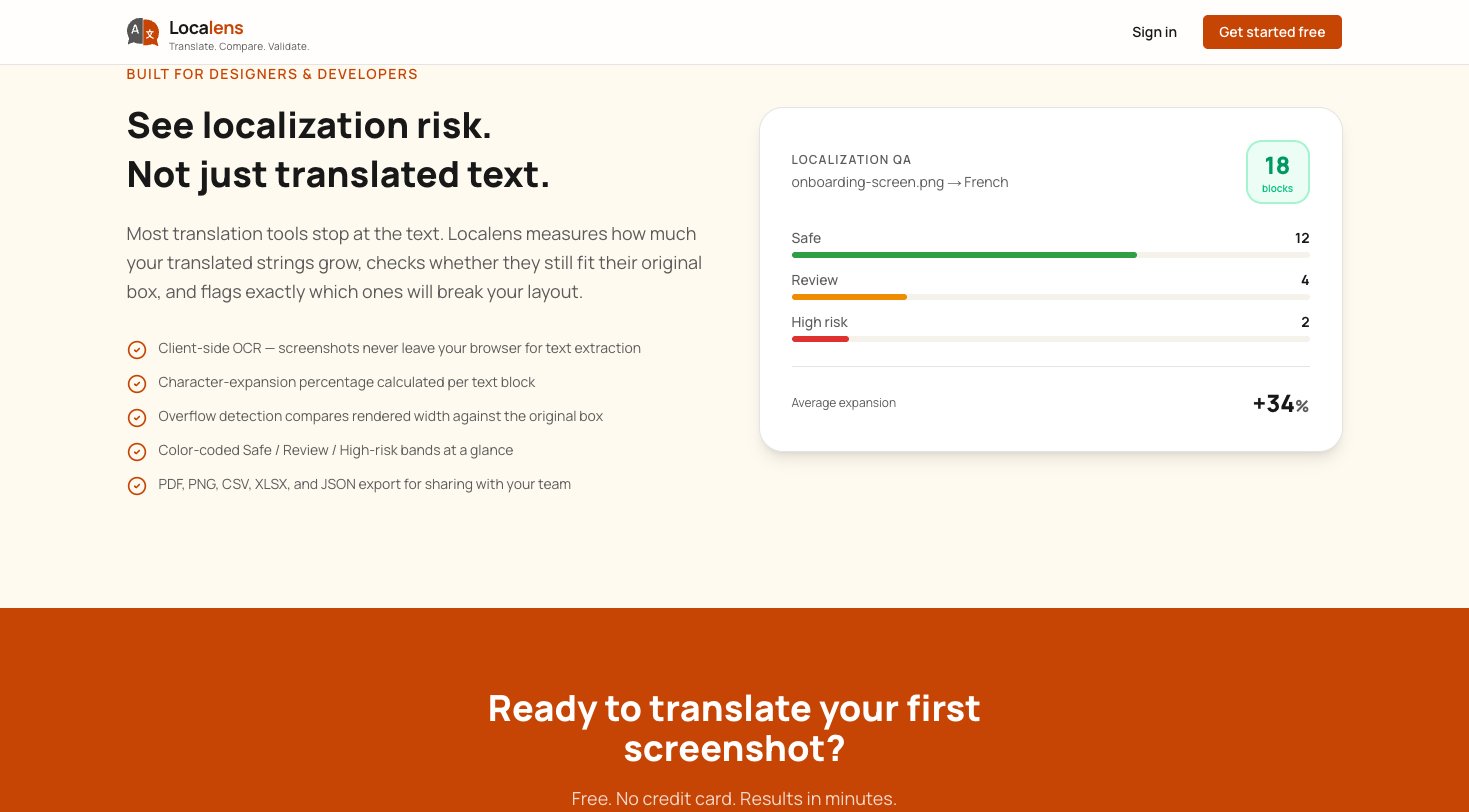 A 文 Localens
Translate. Compare. Validate.
Sign in
Get started free
BUILT FOR DESIGNERS & DEVELOPERS
See localization risk.
Not just translated text.
Most translation tools stop at the text. Localens measures how much
your translated strings grow, checks whether they still fit their original
box, and flags exactly which ones will break your layout.
Client-side OCR — screenshots never leave your browser for text extraction
Character-expansion percentage calculated per text block
Overflow detection compares rendered width against the original box
Color-coded Safe / Review / High-risk bands at a glance
PDF, PNG, CSV, XLSX, and JSON export for sharing with your team
LOCALIZATION QA
onboarding-screen.png → French
18
blocks
Safe 12
Review 4
High risk 2
Average expansion +34%
Ready to translate your first
screenshot?
Free. No credit card. Results in minutes.